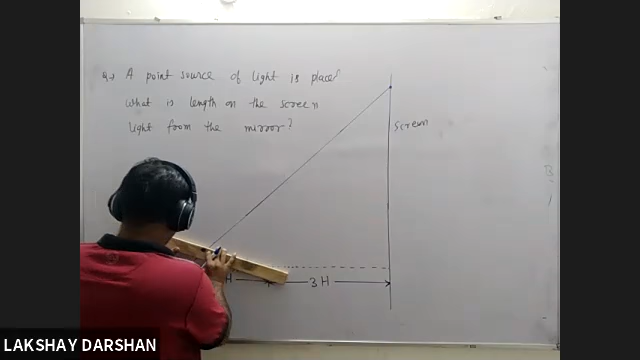 Q.→ A point source of light is place
what is length on the screen
light from the mirror?
screen
H
3H
LAKSHAY DARSHAN